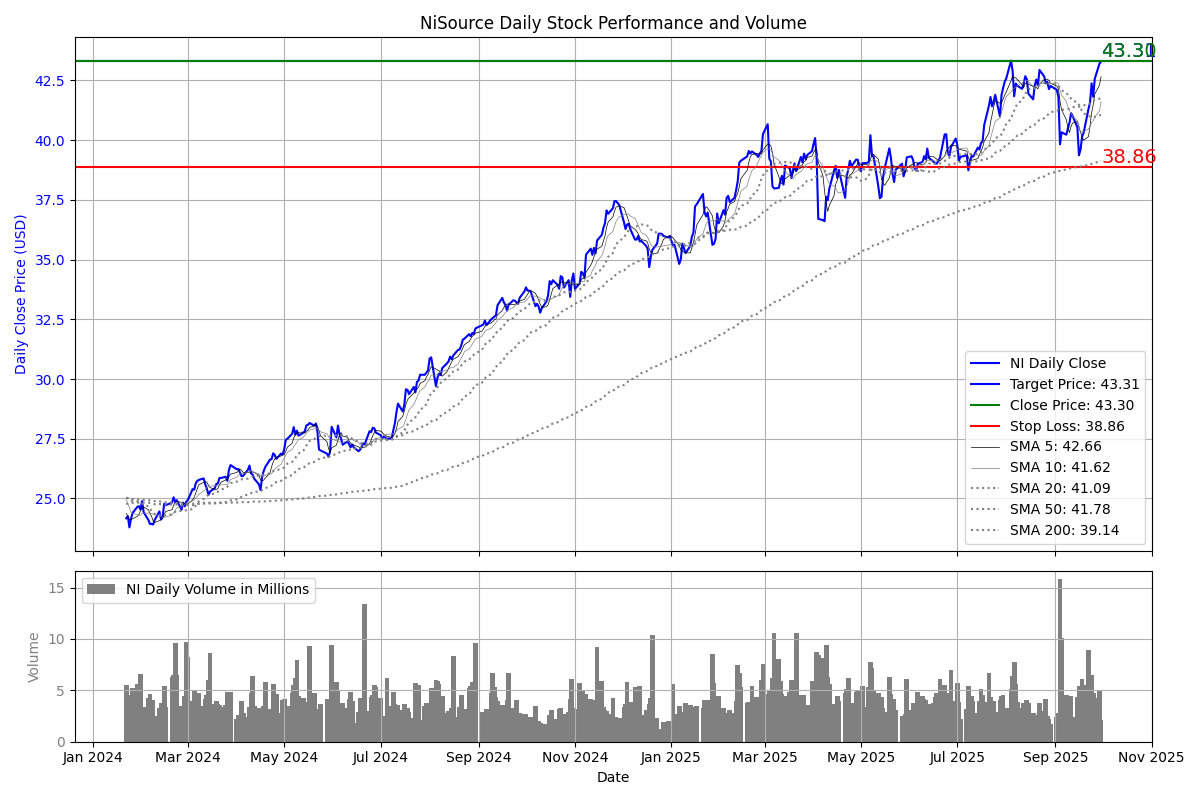 NiSource Daily Stock Performance and Volume
43.30
38.86
42.5
40.0
37.5
35.0
32.5
30.0
27.5
25.0
Daily Close Price (USD)
NI Daily Close
Target Price: 43.31
Close Price: 43.30
Stop Loss: 38.86
SMA 5: 42.66
SMA 10: 41.62
SMA 20: 41.09
SMA 50: 41.78
SMA 200: 39.14
NI Daily Volume in Millions
15
10
5
0
Volume
Jan 2024 Mar 2024 May 2024 Jul 2024 Sep 2024 Nov 2024 Jan 2025 Mar 2025 May 2025 Jul 2025 Sep 2025 Nov 2025
Date